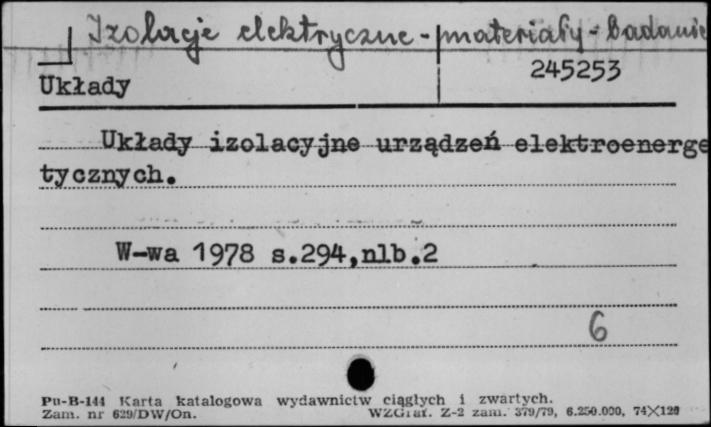 Izolacje elektryczne - materiały - badanie
245253
Układy
Układy izolacyjne urządzeń elektroenerge
tycznych.
W-wa 1978 s.294,nlb.2
6
Pu-B-144 Karta katalogowa wydawnictw ciągłych i zwartych.
Zam. nr 629/DW/On. WZGraf. Z-2 zam. 379/79, 6.250.000, 74X120